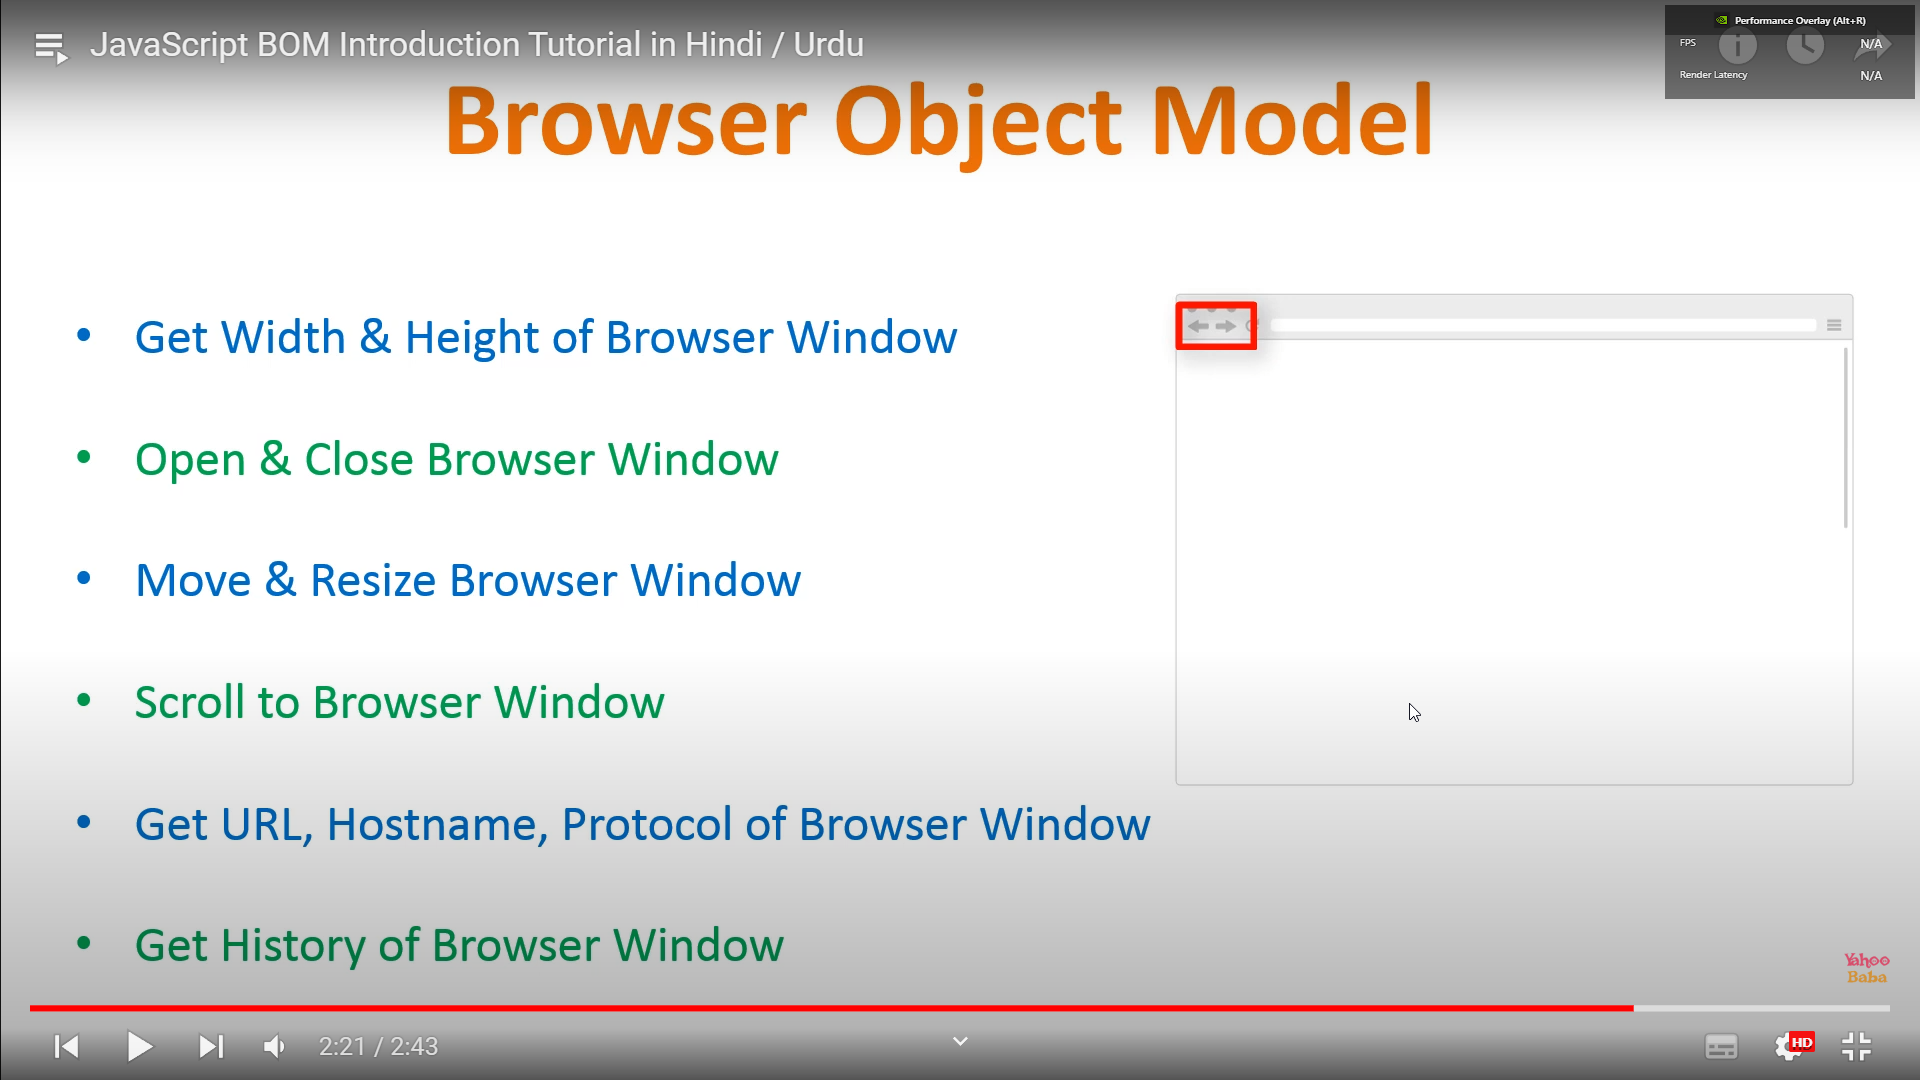 JavaScript BOM Introduction Tutorial in Hindi / Urdu
Performance Overlay (Alt+R)
FPS N/A
Render Latency N/A
Browser Object Model
• Get Width & Height of Browser Window
• Open & Close Browser Window
• Move & Resize Browser Window
• Scroll to Browser Window
• Get URL, Hostname, Protocol of Browser Window
• Get History of Browser Window
Yahoo
Baba
2:21 / 2:43
HD